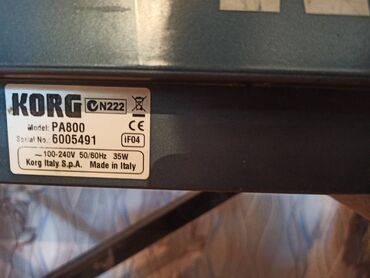 KORG N222
Model: PA800 CE
Serial No. 6005491 IF04
~ 100-240V 50/60Hz 35W
Korg Italy S.p.A. Made in Italy